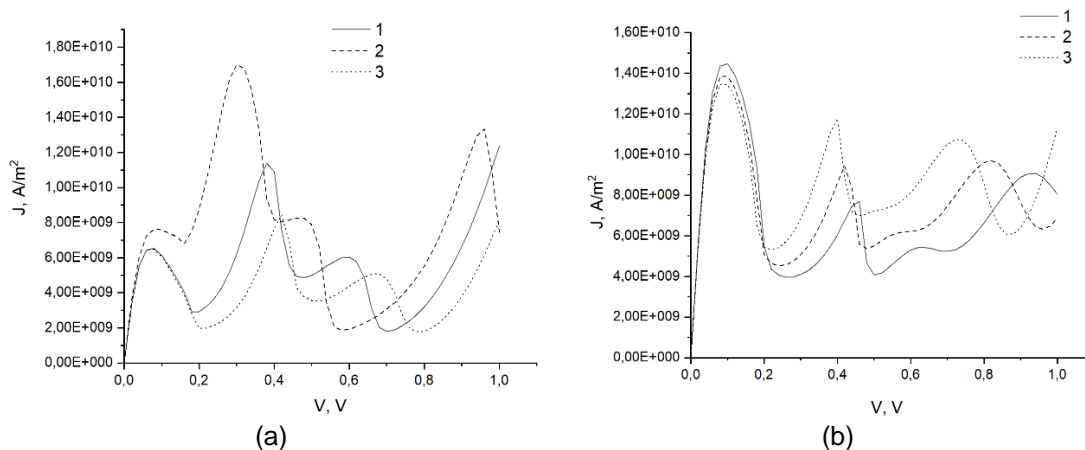 1
2
3
1,80E+010
1,60E+010
1,40E+010
1,20E+010
1,00E+010
8,00E+009
6,00E+009
4,00E+009
2,00E+009
0,00E+000
J, A/m²
0,0 0,2 0,4 0,6 0,8 1,0
V, V
(a)
1
2
3
1,60E+010
1,40E+010
1,20E+010
1,00E+010
8,00E+009
6,00E+009
4,00E+009
2,00E+009
0,00E+000
J, A/m²
0,0 0,2 0,4 0,6 0,8 1,0
V, V
(b)